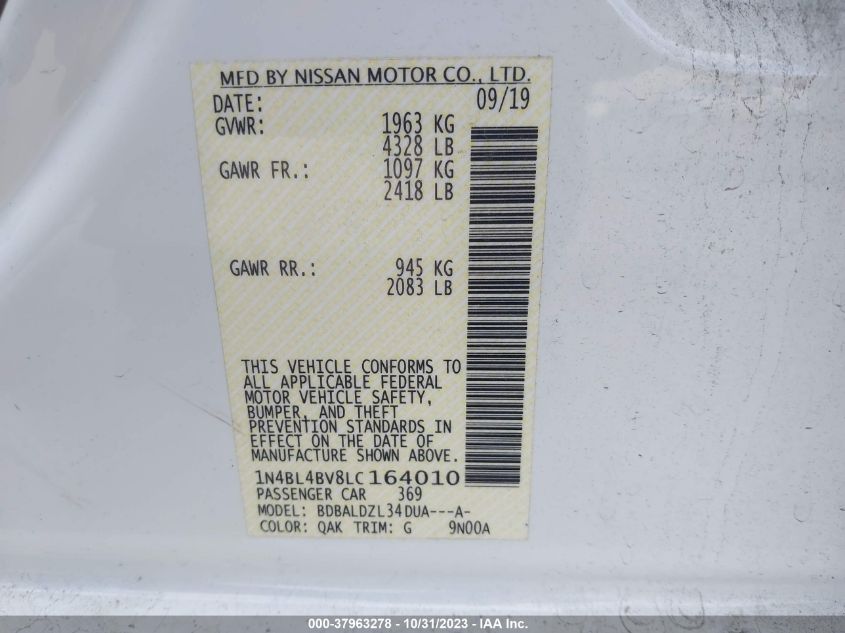 MFD BY NISSAN MOTOR CO., LTD.
DATE: 09/19
GVWR: 1963 KG
4328 LB
GAWR FR.: 1097 KG
2418 LB
GAWR RR.: 945 KG
2083 LB
THIS VEHICLE CONFORMS TO
ALL APPLICABLE FEDERAL
MOTOR VEHICLE SAFETY,
BUMPER, AND THEFT
PREVENTION STANDARDS IN
EFFECT ON THE DATE OF
MANUFACTURE SHOWN ABOVE.
1N4BL4BV8LC164010
PASSENGER CAR 369
MODEL: BDBALDZL34DUA---A-
COLOR: QAK TRIM: G 9N00A
000-37963278 - 10/31/2023 - IAA Inc.